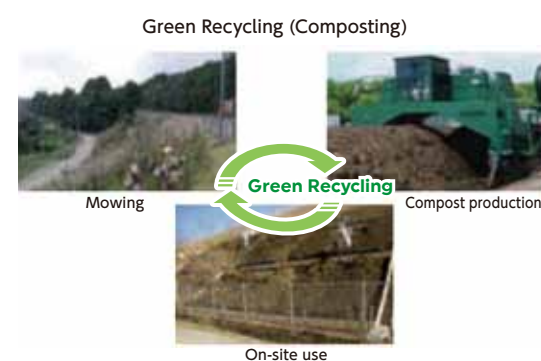 Green Recycling (Composting)
Green Recycling
Mowing
Compost production
On-site use